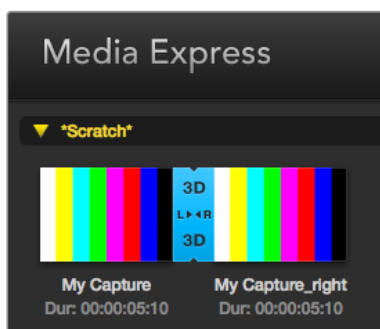 Media Express
*Scratch*
3D
L R
3D
My Capture
My Capture_right
Dur: 00:00:05:10
Dur: 00:00:05:10